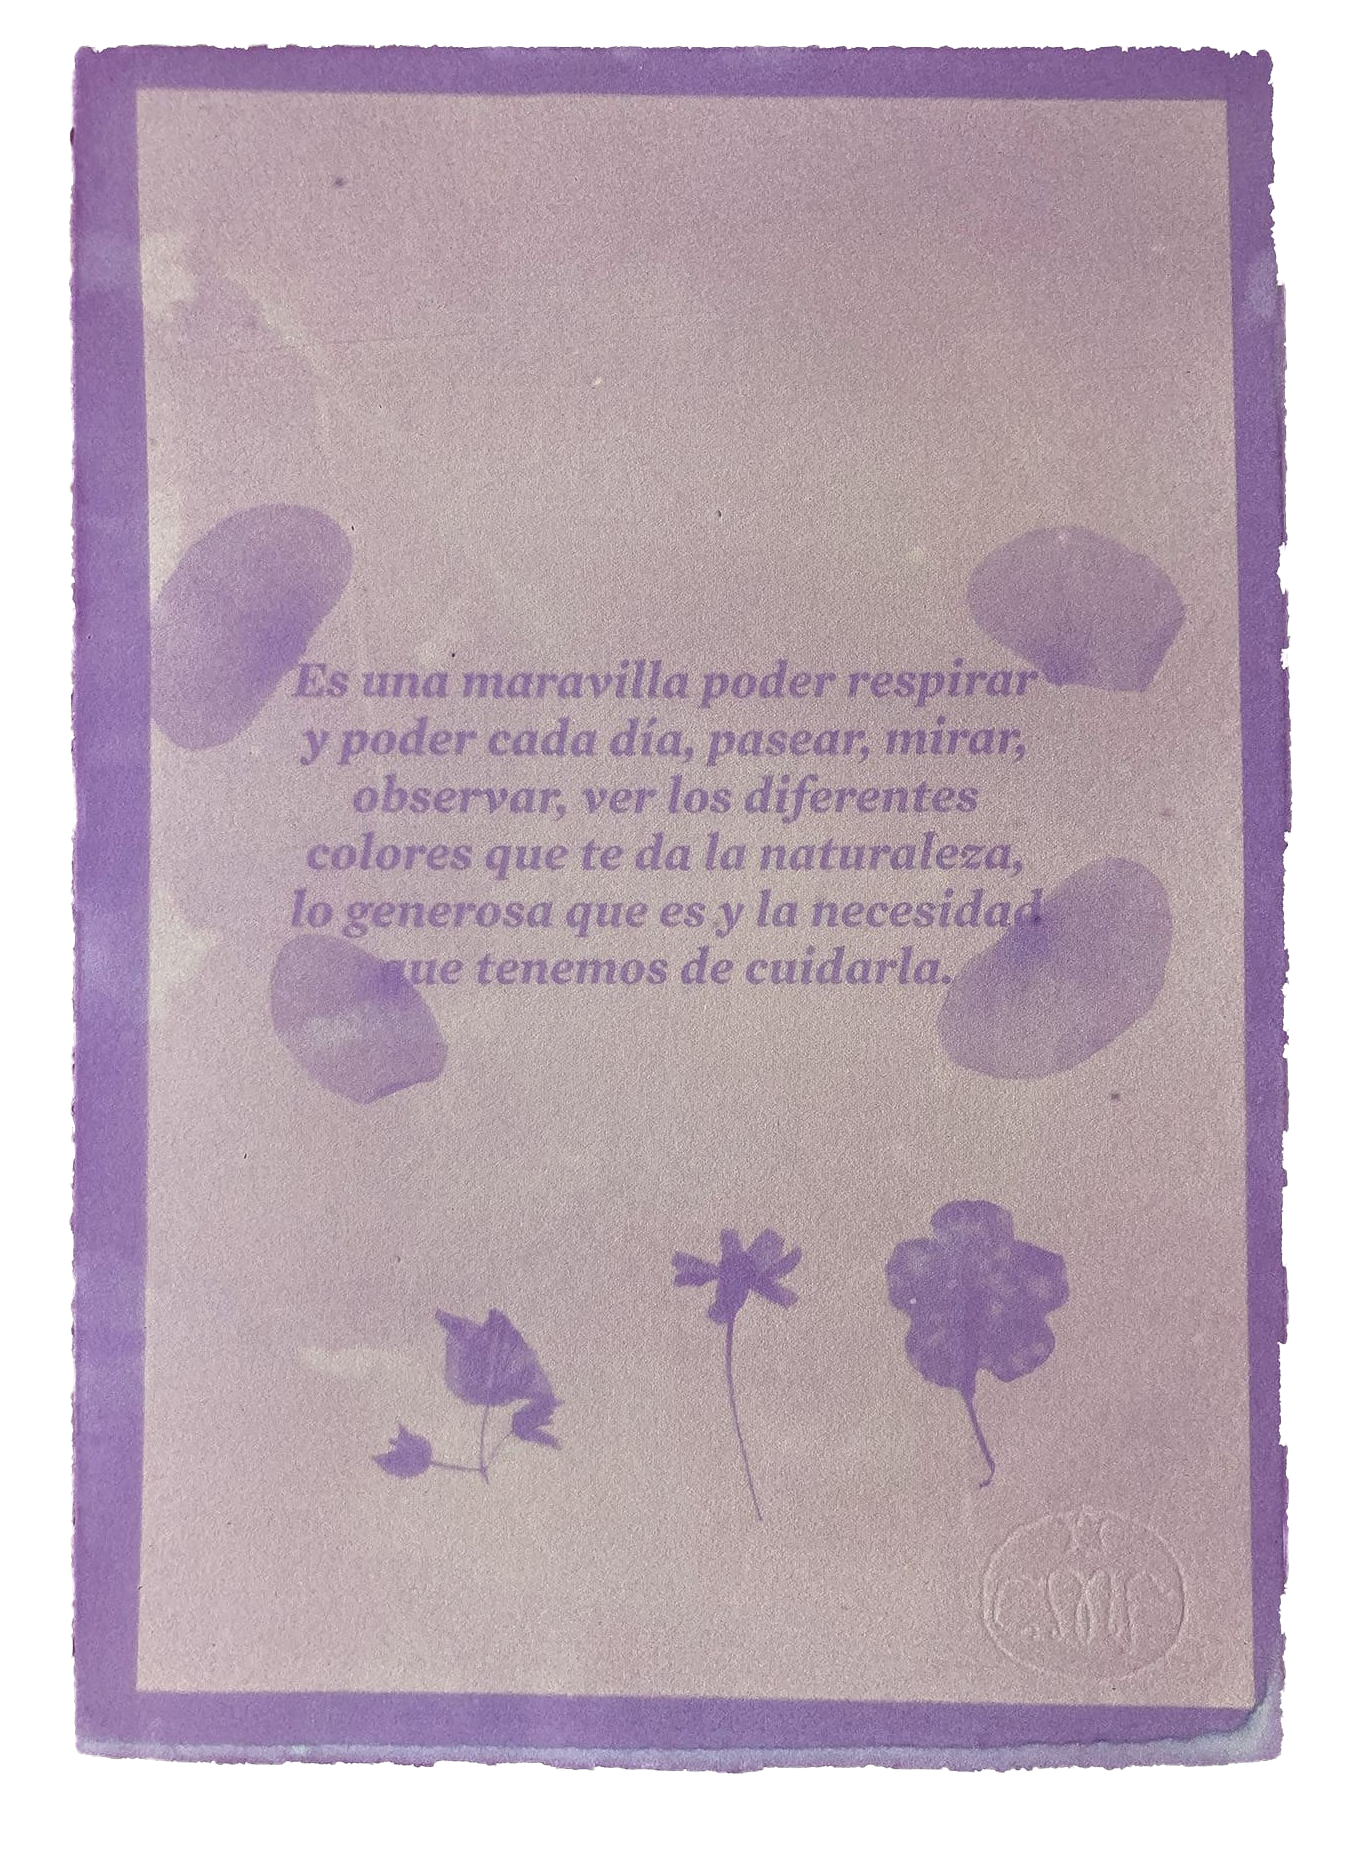 Es una maravilla poder respirar
y poder cada día, pasear, mirar,
observar, ver los diferentes
colores que te da la naturaleza,
lo generosa que es y la necesidad
que tenemos de cuidarla.